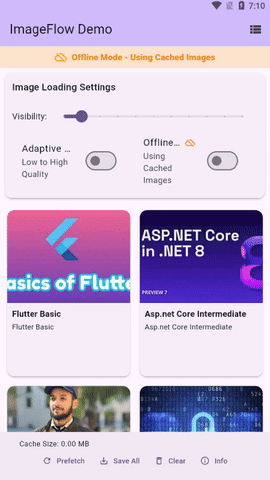 7:10
ImageFlow Demo
Offline Mode - Using Cached Images
Image Loading Settings
Visibility:
Adaptive ...
Low to High
Quality
Offline...
Using
Cached
Images
asics of Flutte
ASP.NET Core
in .NET 8
PREVIEW 7
Flutter Basic
Flutter Basic
Asp.net Core Intermediate
Asp.net Core Intermediate
Cache Size: 0.00 MB
Prefetch
Save All
Clear
Info